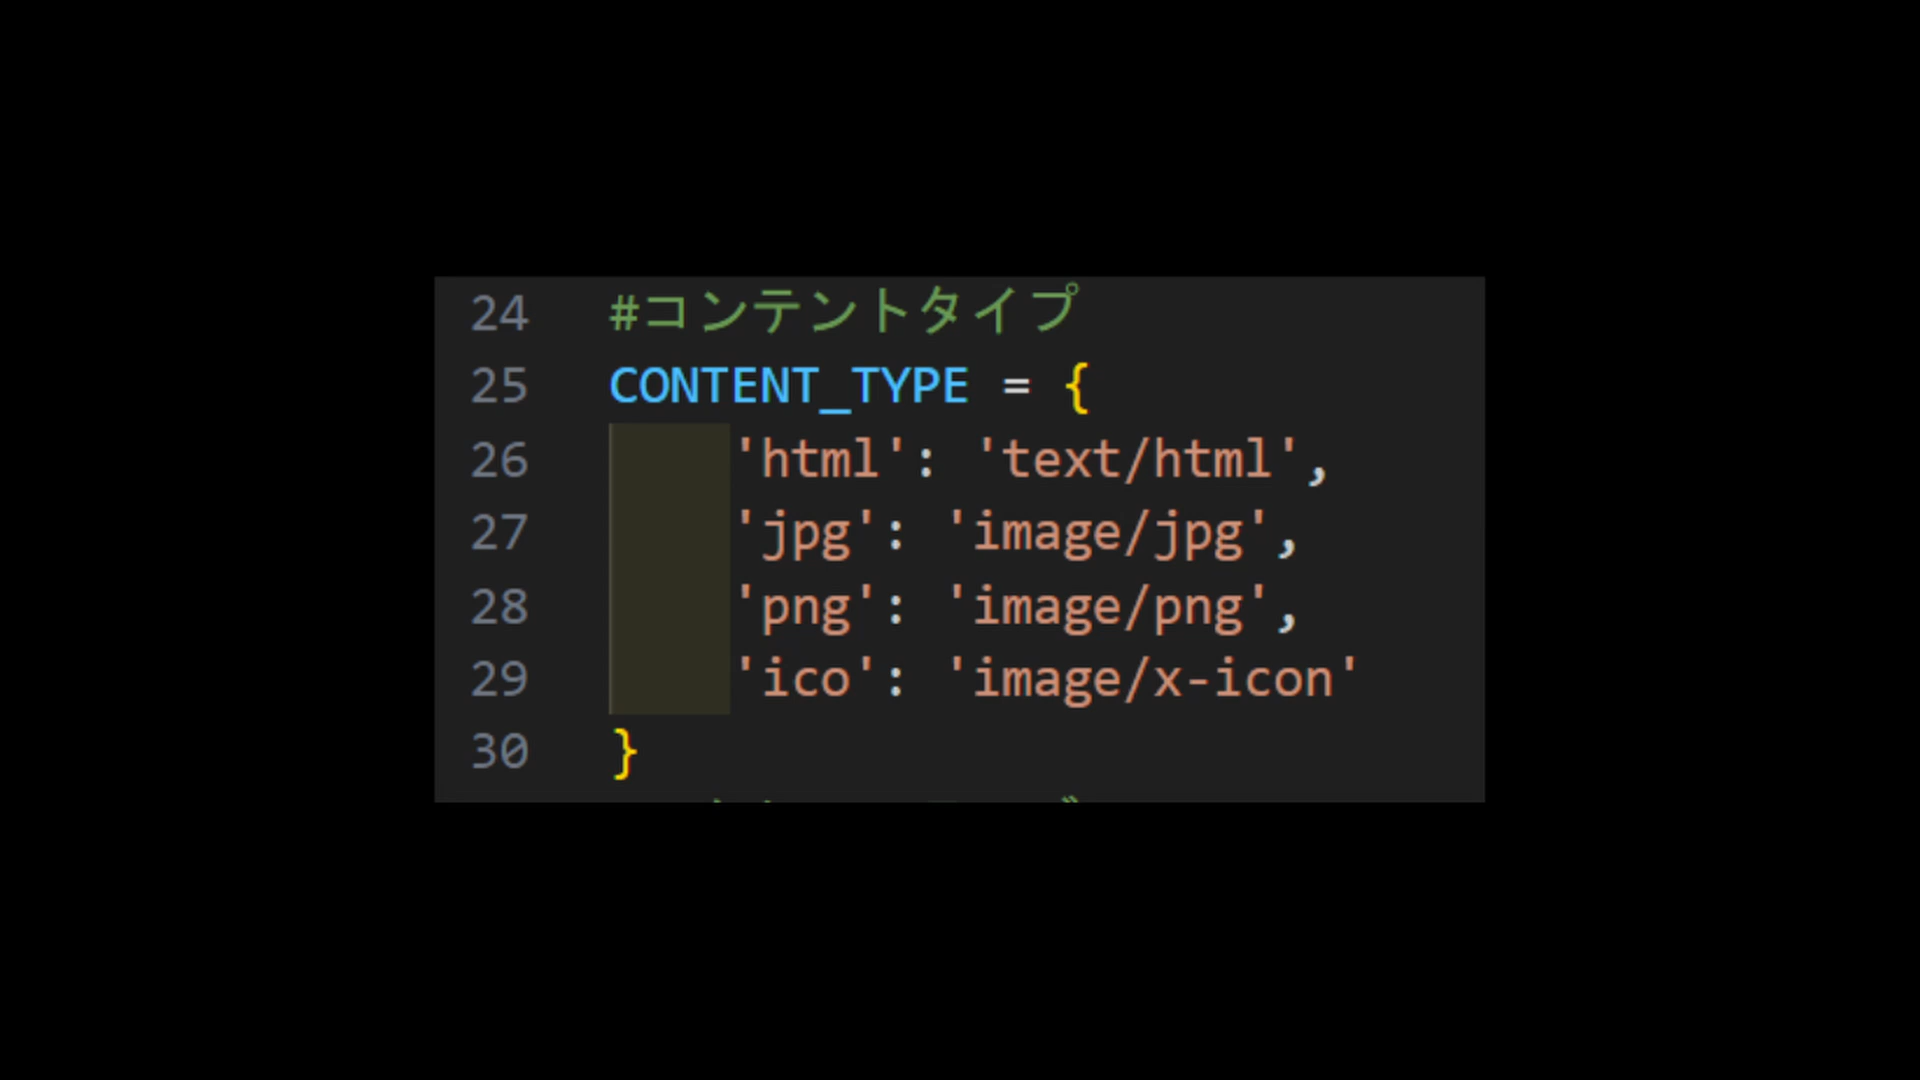 24 #コンテントタイプ
25 CONTENT_TYPE = {
26 'html': 'text/html',
27 'jpg': 'image/jpg',
28 'png': 'image/png',
29 'ico': 'image/x-icon'
30 }